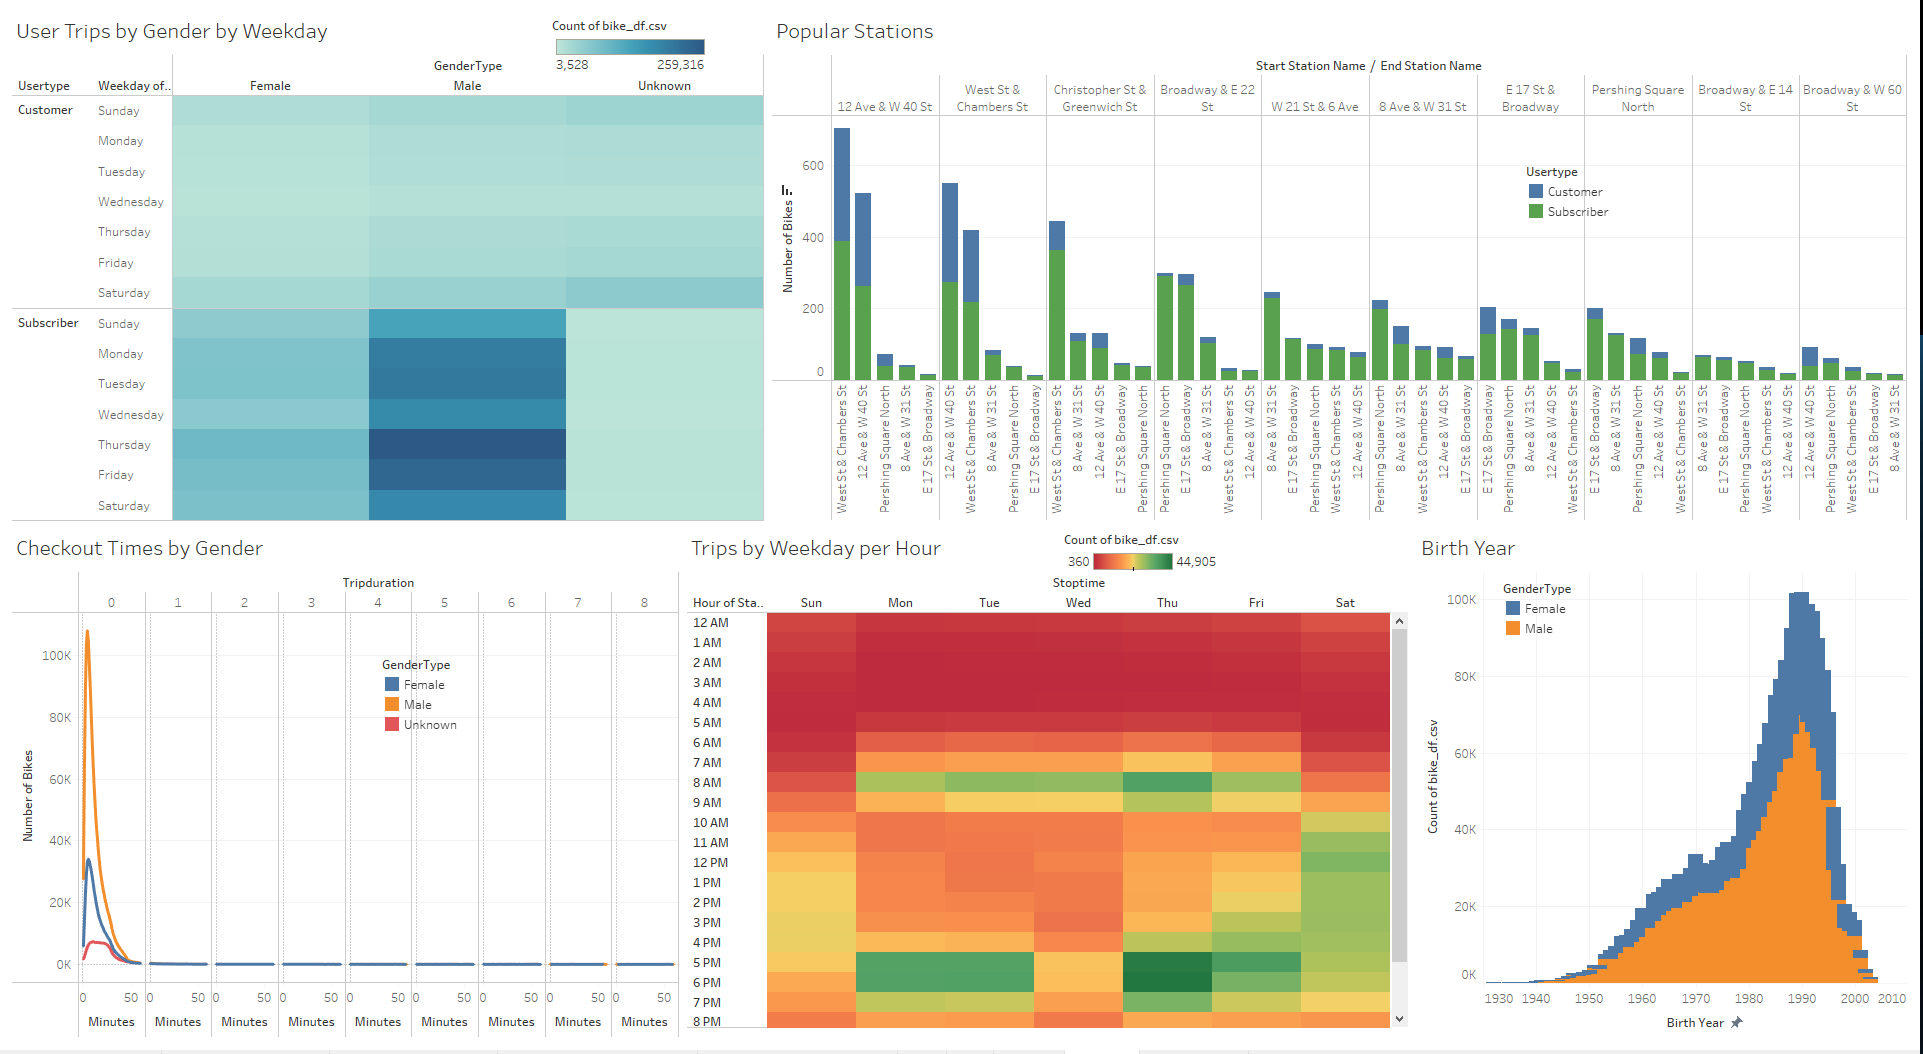 User Trips by Gender by Weekday
Count of bike_df.csv
3,528 259,316
GenderType
Usertype Weekday of.. Female Male Unknown
Customer Sunday
Monday
Tuesday
Wednesday
Thursday
Friday
Saturday
Subscriber Sunday
Monday
Tuesday
Wednesday
Thursday
Friday
Saturday
Popular Stations
Start Station Name / End Station Name
12 Ave & W 40 St
West St & Chambers St
Christopher St & Greenwich St
Broadway & E 22 St
W 21 St & 6 Ave
8 Ave & W 31 St
E 17 St & Broadway
Pershing Square North
Broadway & E 14 St
Broadway & W 60 St
Number of Bikes
600
400
200
0
Usertype
Customer
Subscriber
West St & Chambers St
12 Ave & W 40 St
Pershing Square North
8 Ave & W 31 St
E 17 St & Broadway
12 Ave & W 40 St
West St & Chambers St
8 Ave & W 31 St
Pershing Square North
E 17 St & Broadway
West St & Chambers St
8 Ave & W 31 St
12 Ave & W 40 St
E 17 St & Broadway
Pershing Square North
Pershing Square North
E 17 St & Broadway
8 Ave & W 31 St
West St & Chambers St
12 Ave & W 40 St
8 Ave & W 31 St
E 17 St & Broadway
Pershing Square North
West St & Chambers St
12 Ave & W 40 St
Pershing Square North
8 Ave & W 31 St
West St & Chambers St
12 Ave & W 40 St
E 17 St & Broadway
E 17 St & Broadway
Pershing Square North
8 Ave & W 31 St
12 Ave & W 40 St
West St & Chambers St
E 17 St & Broadway
8 Ave & W 31 St
Pershing Square North
12 Ave & W 40 St
West St & Chambers St
8 Ave & W 31 St
E 17 St & Broadway
Pershing Square North
West St & Chambers St
12 Ave & W 40 St
12 Ave & W 40 St
Pershing Square North
West St & Chambers St
E 17 St & Broadway
8 Ave & W 31 St
Checkout Times by Gender
Tripduration
0 1 2 3 4 5 6 7 8
Number of Bikes
100K
80K
60K
40K
20K
0K
GenderType
Female
Male
Unknown
0 50 0 50 0 50 0 50 0 50 0 50 0 50 0 50 0 50
Minutes Minutes Minutes Minutes Minutes Minutes Minutes Minutes Minutes
Trips by Weekday per Hour
Count of bike_df.csv
360 44,905
Stoptime
Hour of Sta.. Sun Mon Tue Wed Thu Fri Sat
12 AM
1 AM
2 AM
3 AM
4 AM
5 AM
6 AM
7 AM
8 AM
9 AM
10 AM
11 AM
12 PM
1 PM
2 PM
3 PM
4 PM
5 PM
6 PM
7 PM
8 PM
Birth Year
GenderType
Female
Male
Count of bike_df.csv
100K
80K
60K
40K
20K
0K
1930 1940 1950 1960 1970 1980 1990 2000 2010
Birth Year